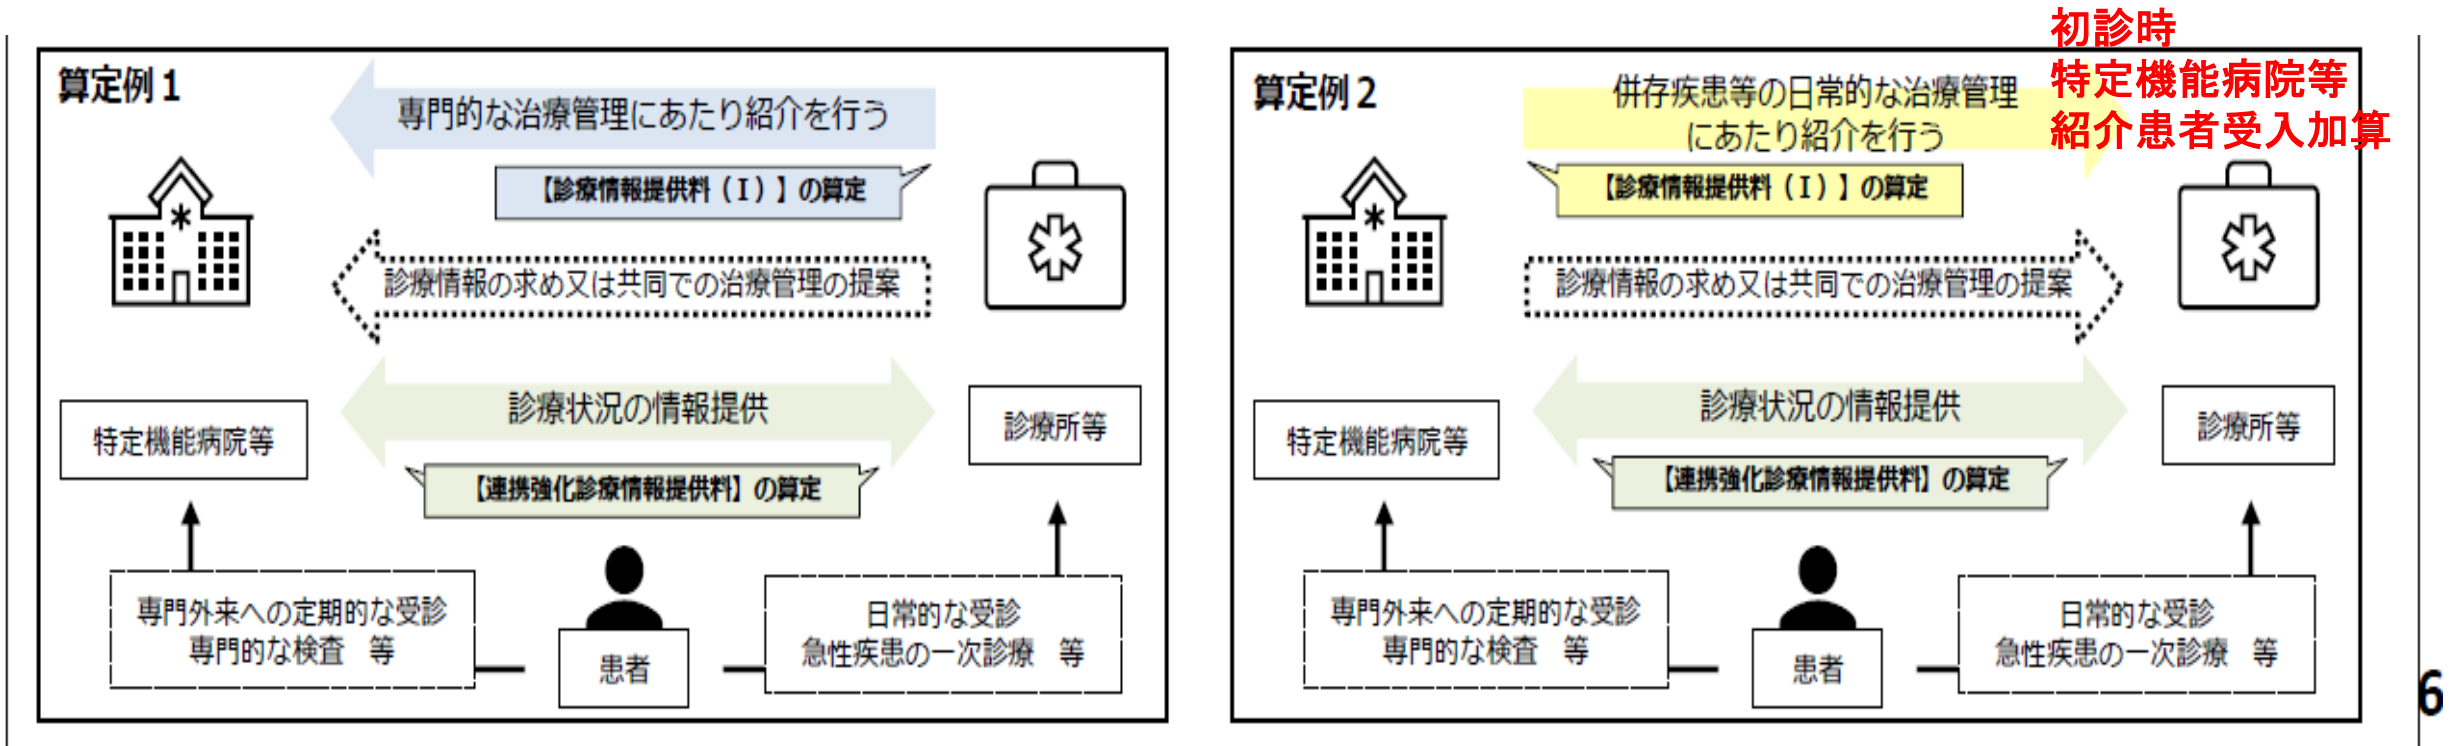 算定例1
専門的な治療管理にあたり紹介を行う
【診療情報提供料(Ⅰ)】の算定
診療情報の求め又は共同での治療管理の提案
診療状況の情報提供
特定機能病院等
診療所等
【連携強化診療情報提供料】の算定
専門外来への定期的な受診
専門的な検査 等
患者
日常的な受診
急性疾患の一次診療 等
初診時
特定機能病院等
紹介患者受入加算
算定例2
併存疾患等の日常的な治療管理
にあたり紹介を行う
【診療情報提供料(Ⅰ)】の算定
診療情報の求め又は共同での治療管理の提案
診療状況の情報提供
特定機能病院等
診療所等
【連携強化診療情報提供料】の算定
専門外来への定期的な受診
専門的な検査 等
患者
日常的な受診
急性疾患の一次診療 等
6